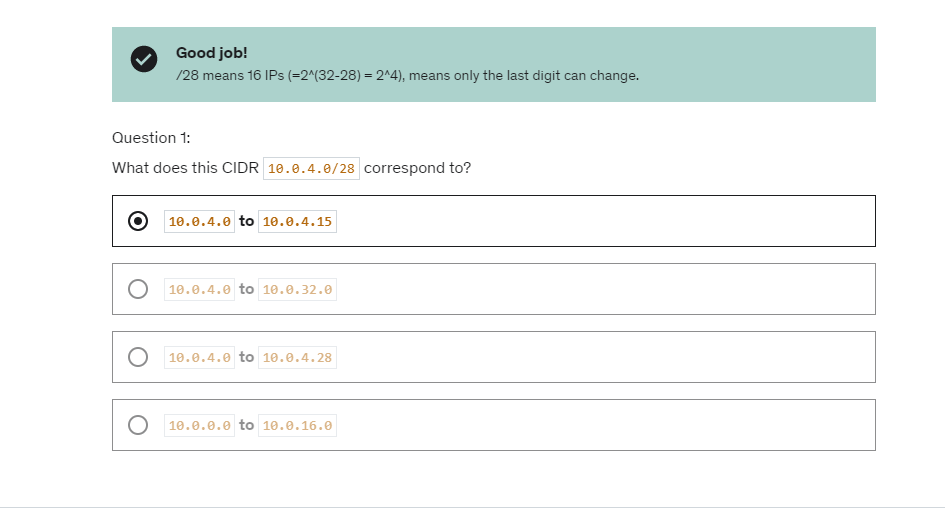 Good job!
/28 means 16 IPs (=2^(32-28) = 2^4), means only the last digit can change.
Question 1:
What does this CIDR 10.0.4.0/28 correspond to?
10.0.4.0 to 10.0.4.15
10.0.4.0 to 10.0.32.0
10.0.4.0 to 10.0.4.28
10.0.0.0 to 10.0.16.0